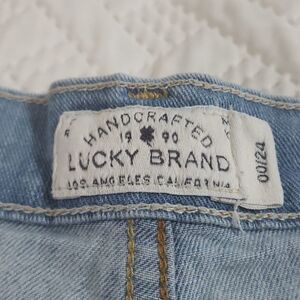 HANDCRAFTED
19 90
LUCKY BRAND
LOS ANGELES CALIFORNIA
00/24